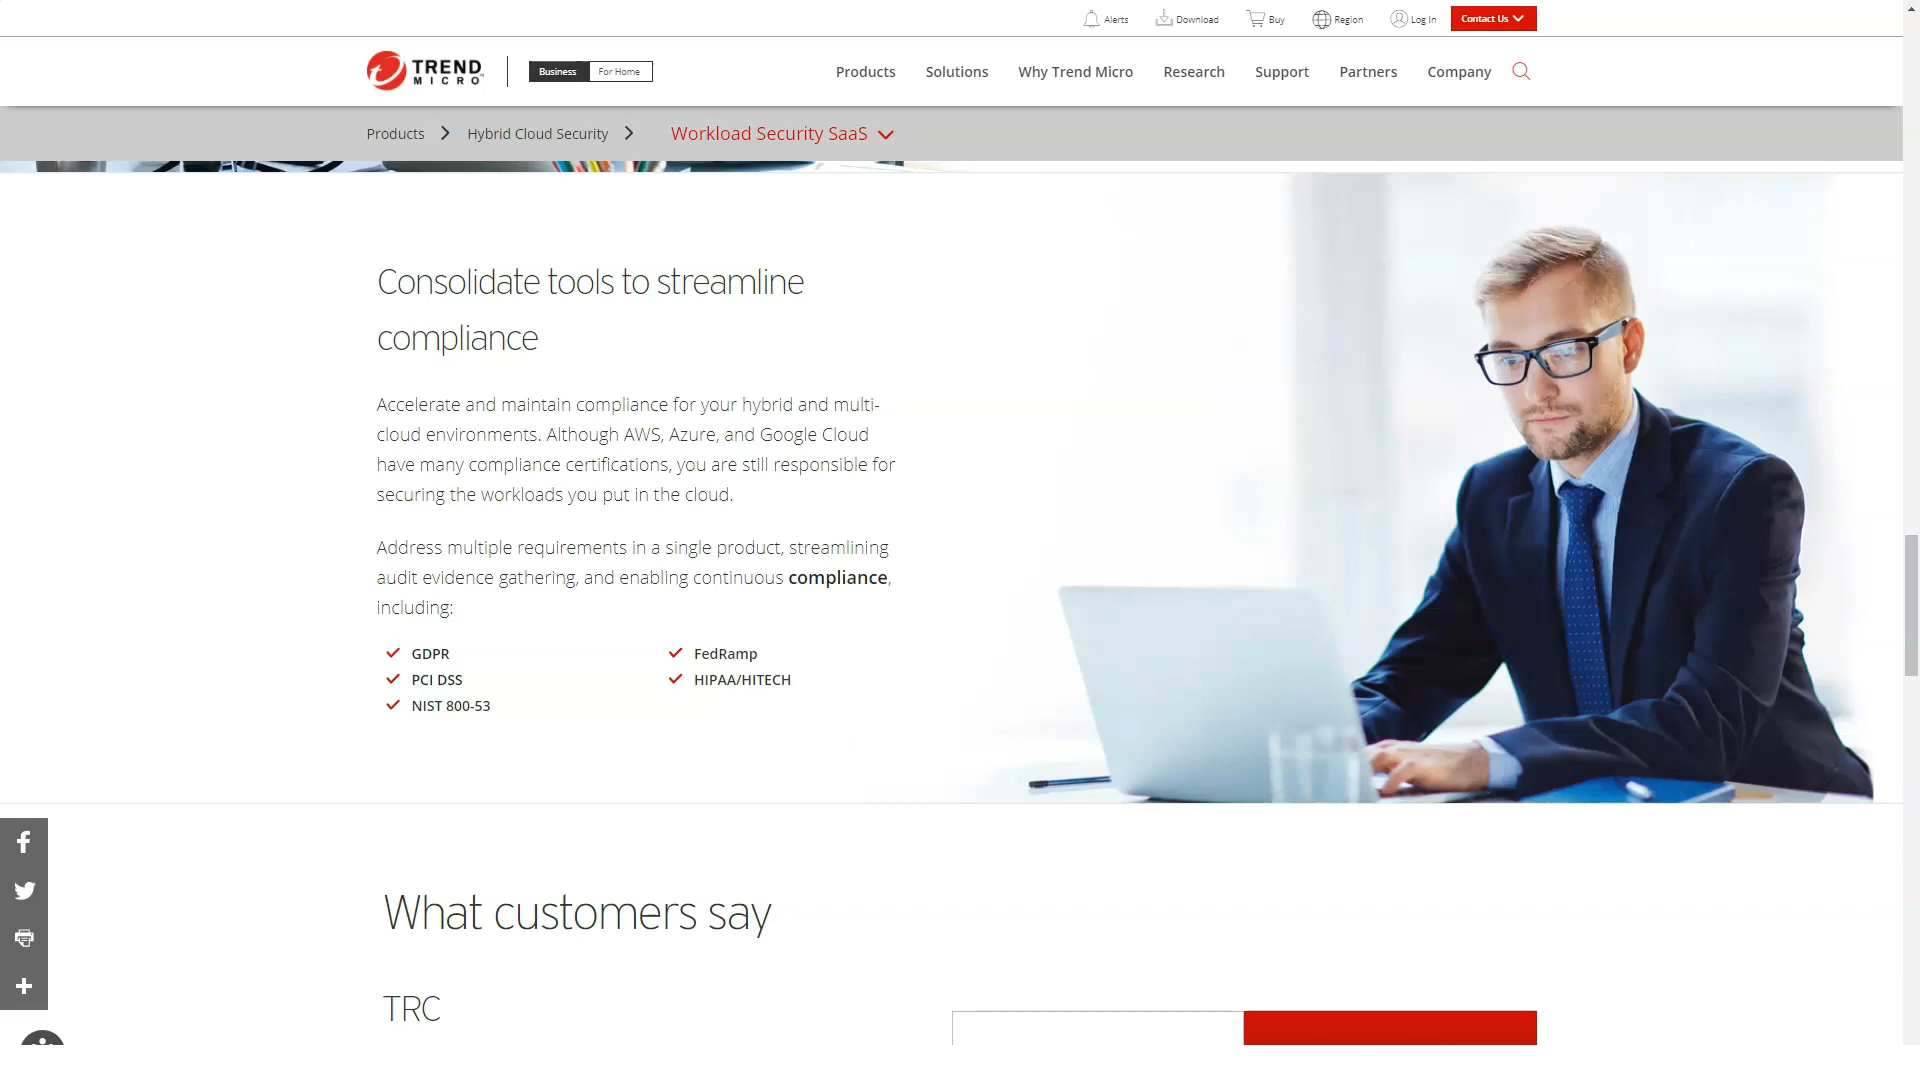 Alerts
Download
Buy
Region
Log In
Contact Us
TREND
MICRO
Business
For Home
Products
Solutions
Why Trend Micro
Research
Support
Partners
Company
Products
Hybrid Cloud Security
Workload Security SaaS
Consolidate tools to streamline
compliance
Accelerate and maintain compliance for your hybrid and multi-
cloud environments. Although AWS, Azure, and Google Cloud
have many compliance certifications, you are still responsible for
securing the workloads you put in the cloud.
Address multiple requirements in a single product, streamlining
audit evidence gathering, and enabling continuous compliance,
including:
GDPR
PCI DSS
NIST 800-53
FedRamp
HIPAA/HITECH
What customers say
TRC